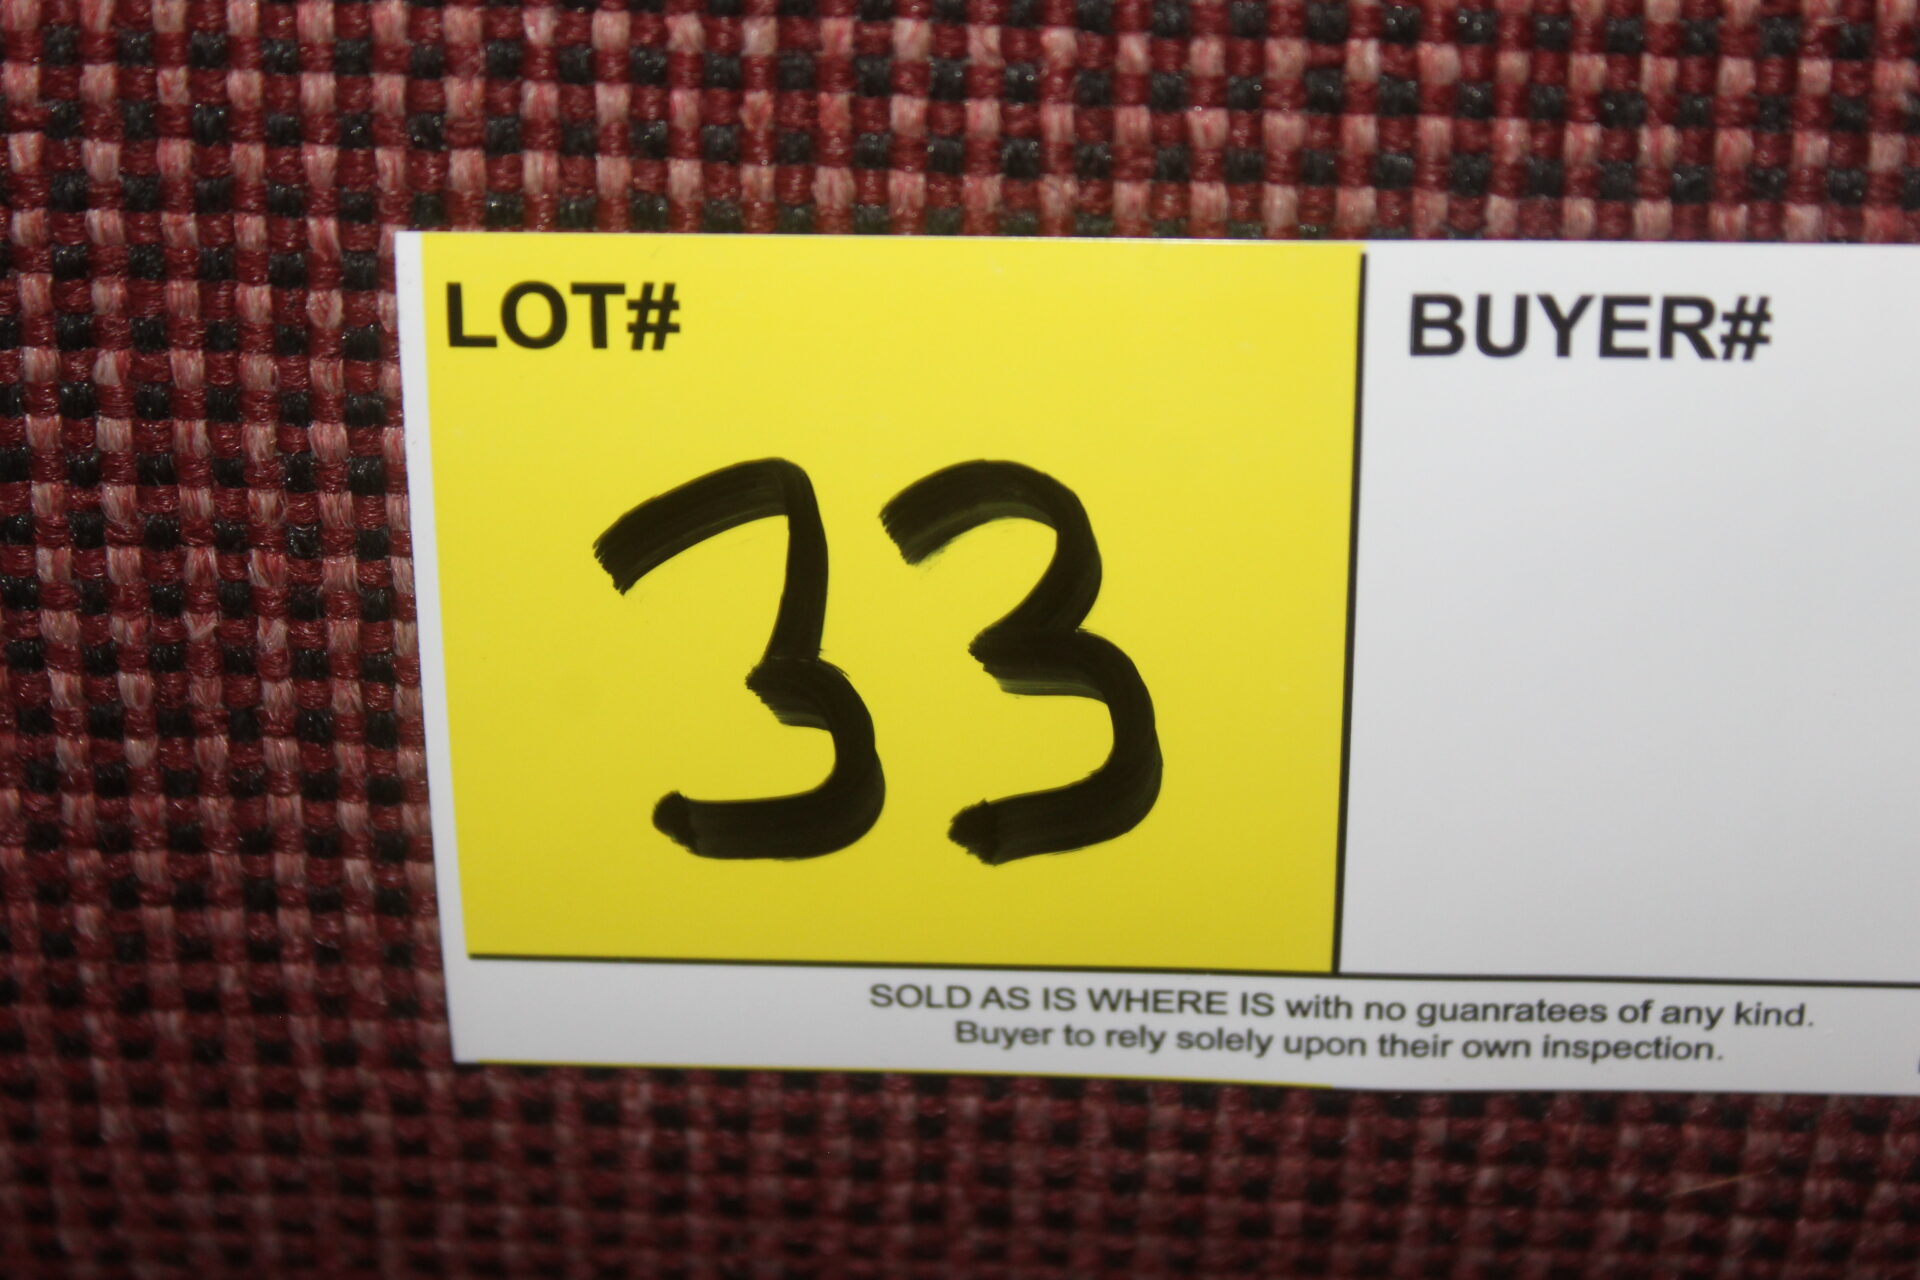 LOT#
BUYER#
33
SOLD AS IS WHERE IS with no guanratees of any kind.
Buyer to rely solely upon their own inspection.